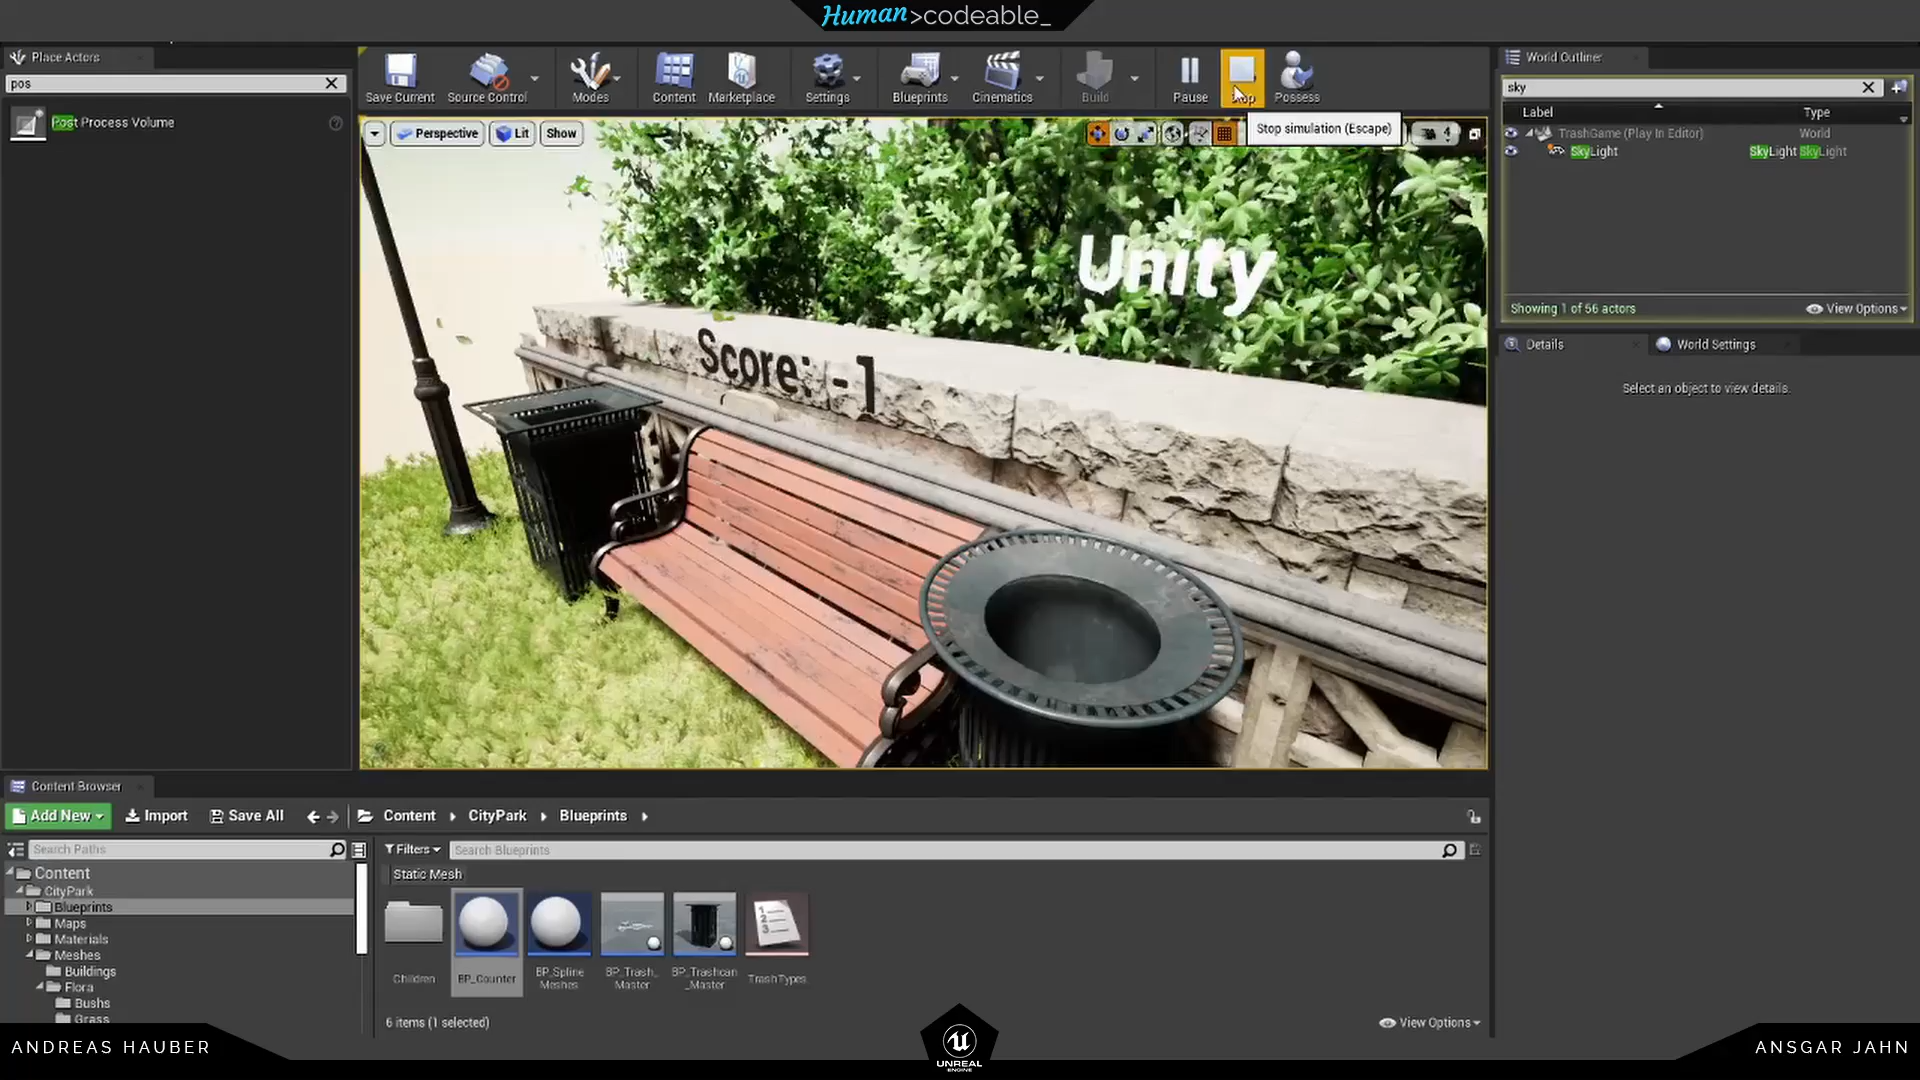 Human>codeable_
Place Actors
pos
Post Process Volume
Save Current
Source Control
Modes
Content
Marketplace
Settings
Blueprints
Cinematics
Build
Pause
Possess
Stop simulation (Escape)
Perspective
Lit
Show
4
Unity
Score: -1
World Outliner
sky
Label
Type
TrashGame (Play In Editor)
World
SkyLight
SkyLight SkyLight
Showing 1 of 56 actors
View Options
Details
World Settings
Select an object to view details.
Content Browser
Add New
Import
Save All
Content
CityPark
Blueprints
Search Paths
Filters
Search Blueprints
Static Mesh
Content
CityPark
Blueprints
Maps
Materials
Meshes
Buildings
Flora
Bushs
Grass
Children
BP_Counter
BP_Spline
Meshes
BP_Trash_
Master
BP_Trashcan
_Master
TrashTypes
6 items (1 selected)
View Options
ANDREAS HAUBER
UNREAL
ENGINE
ANSGAR JAHN